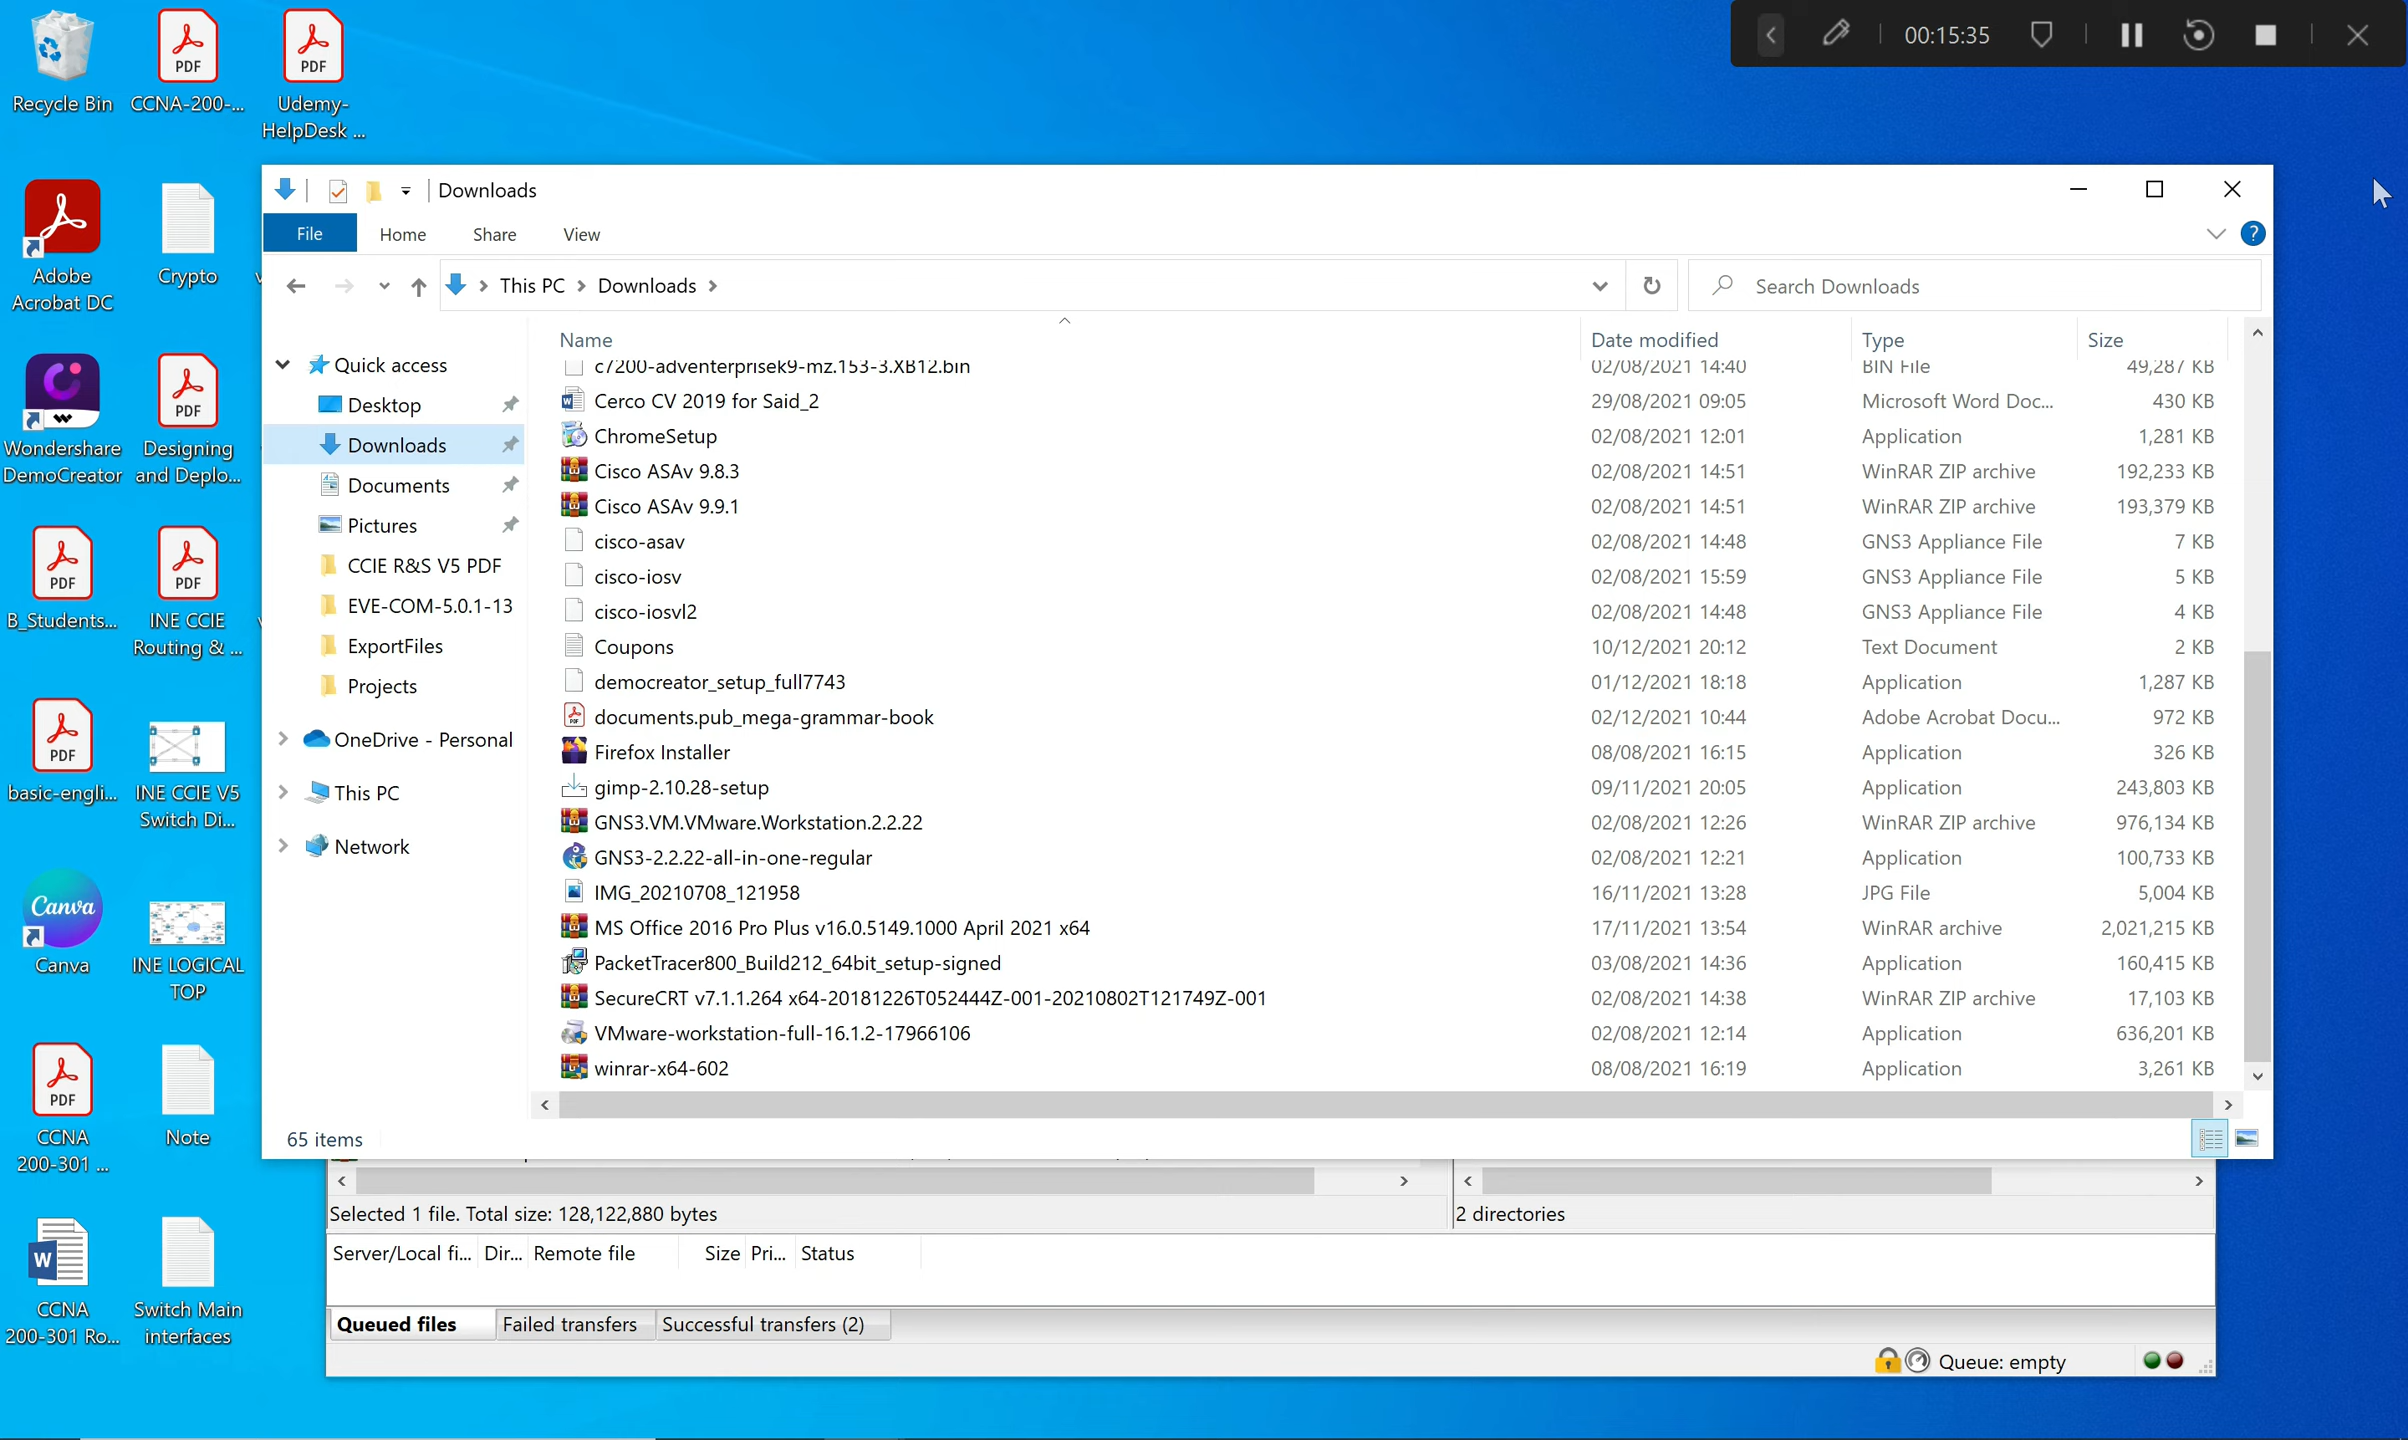 00:15:35
Recycle Bin
CCNA-200-...
Udemy-
HelpDesk ...
Adobe
Acrobat DC
Crypto
Wondershare
DemoCreator
Designing
and Deplo...
B_Students...
INE CCIE
Routing & ...
basic-engli...
INE CCIE V5
Switch Di...
Canva
Canva
INE LOGICAL
TOP
CCNA
200-301 ...
Note
CCNA
200-301 Ro...
Switch Main
interfaces
Downloads
File Home Share View
This PC Downloads
Search Downloads
Quick access
Desktop
Downloads
Documents
Pictures
CCIE R&S V5 PDF
EVE-COM-5.0.1-13
ExportFiles
Projects
OneDrive - Personal
This PC
Network
Name Date modified Type Size
c7200-adventerprisek9-mz.153-3.XB12.bin 02/08/2021 14:40 BIN File 49,287 KB
Cerco CV 2019 for Said_2 29/08/2021 09:05 Microsoft Word Doc... 430 KB
ChromeSetup 02/08/2021 12:01 Application 1,281 KB
Cisco ASAv 9.8.3 02/08/2021 14:51 WinRAR ZIP archive 192,233 KB
Cisco ASAv 9.9.1 02/08/2021 14:51 WinRAR ZIP archive 193,379 KB
cisco-asav 02/08/2021 14:48 GNS3 Appliance File 7 KB
cisco-iosv 02/08/2021 15:59 GNS3 Appliance File 5 KB
cisco-iosvl2 02/08/2021 14:48 GNS3 Appliance File 4 KB
Coupons 10/12/2021 20:12 Text Document 2 KB
democreator_setup_full7743 01/12/2021 18:18 Application 1,287 KB
documents.pub_mega-grammar-book 02/12/2021 10:44 Adobe Acrobat Docu... 972 KB
Firefox Installer 08/08/2021 16:15 Application 326 KB
gimp-2.10.28-setup 09/11/2021 20:05 Application 243,803 KB
GNS3.VM.VMware.Workstation.2.2.22 02/08/2021 12:26 WinRAR ZIP archive 976,134 KB
GNS3-2.2.22-all-in-one-regular 02/08/2021 12:21 Application 100,733 KB
IMG_20210708_121958 16/11/2021 13:28 JPG File 5,004 KB
MS Office 2016 Pro Plus v16.0.5149.1000 April 2021 x64 17/11/2021 13:54 WinRAR archive 2,021,215 KB
PacketTracer800_Build212_64bit_setup-signed 03/08/2021 14:36 Application 160,415 KB
SecureCRT v7.1.1.264 x64-20181226T052444Z-001-20210802T121749Z-001 02/08/2021 14:38 WinRAR ZIP archive 17,103 KB
VMware-workstation-full-16.1.2-17966106 02/08/2021 12:14 Application 636,201 KB
winrar-x64-602 08/08/2021 16:19 Application 3,261 KB
65 items
Selected 1 file. Total size: 128,122,880 bytes
2 directories
Server/Local fi... Dir... Remote file Size Pri... Status
Queued files Failed transfers Successful transfers (2)
Queue: empty